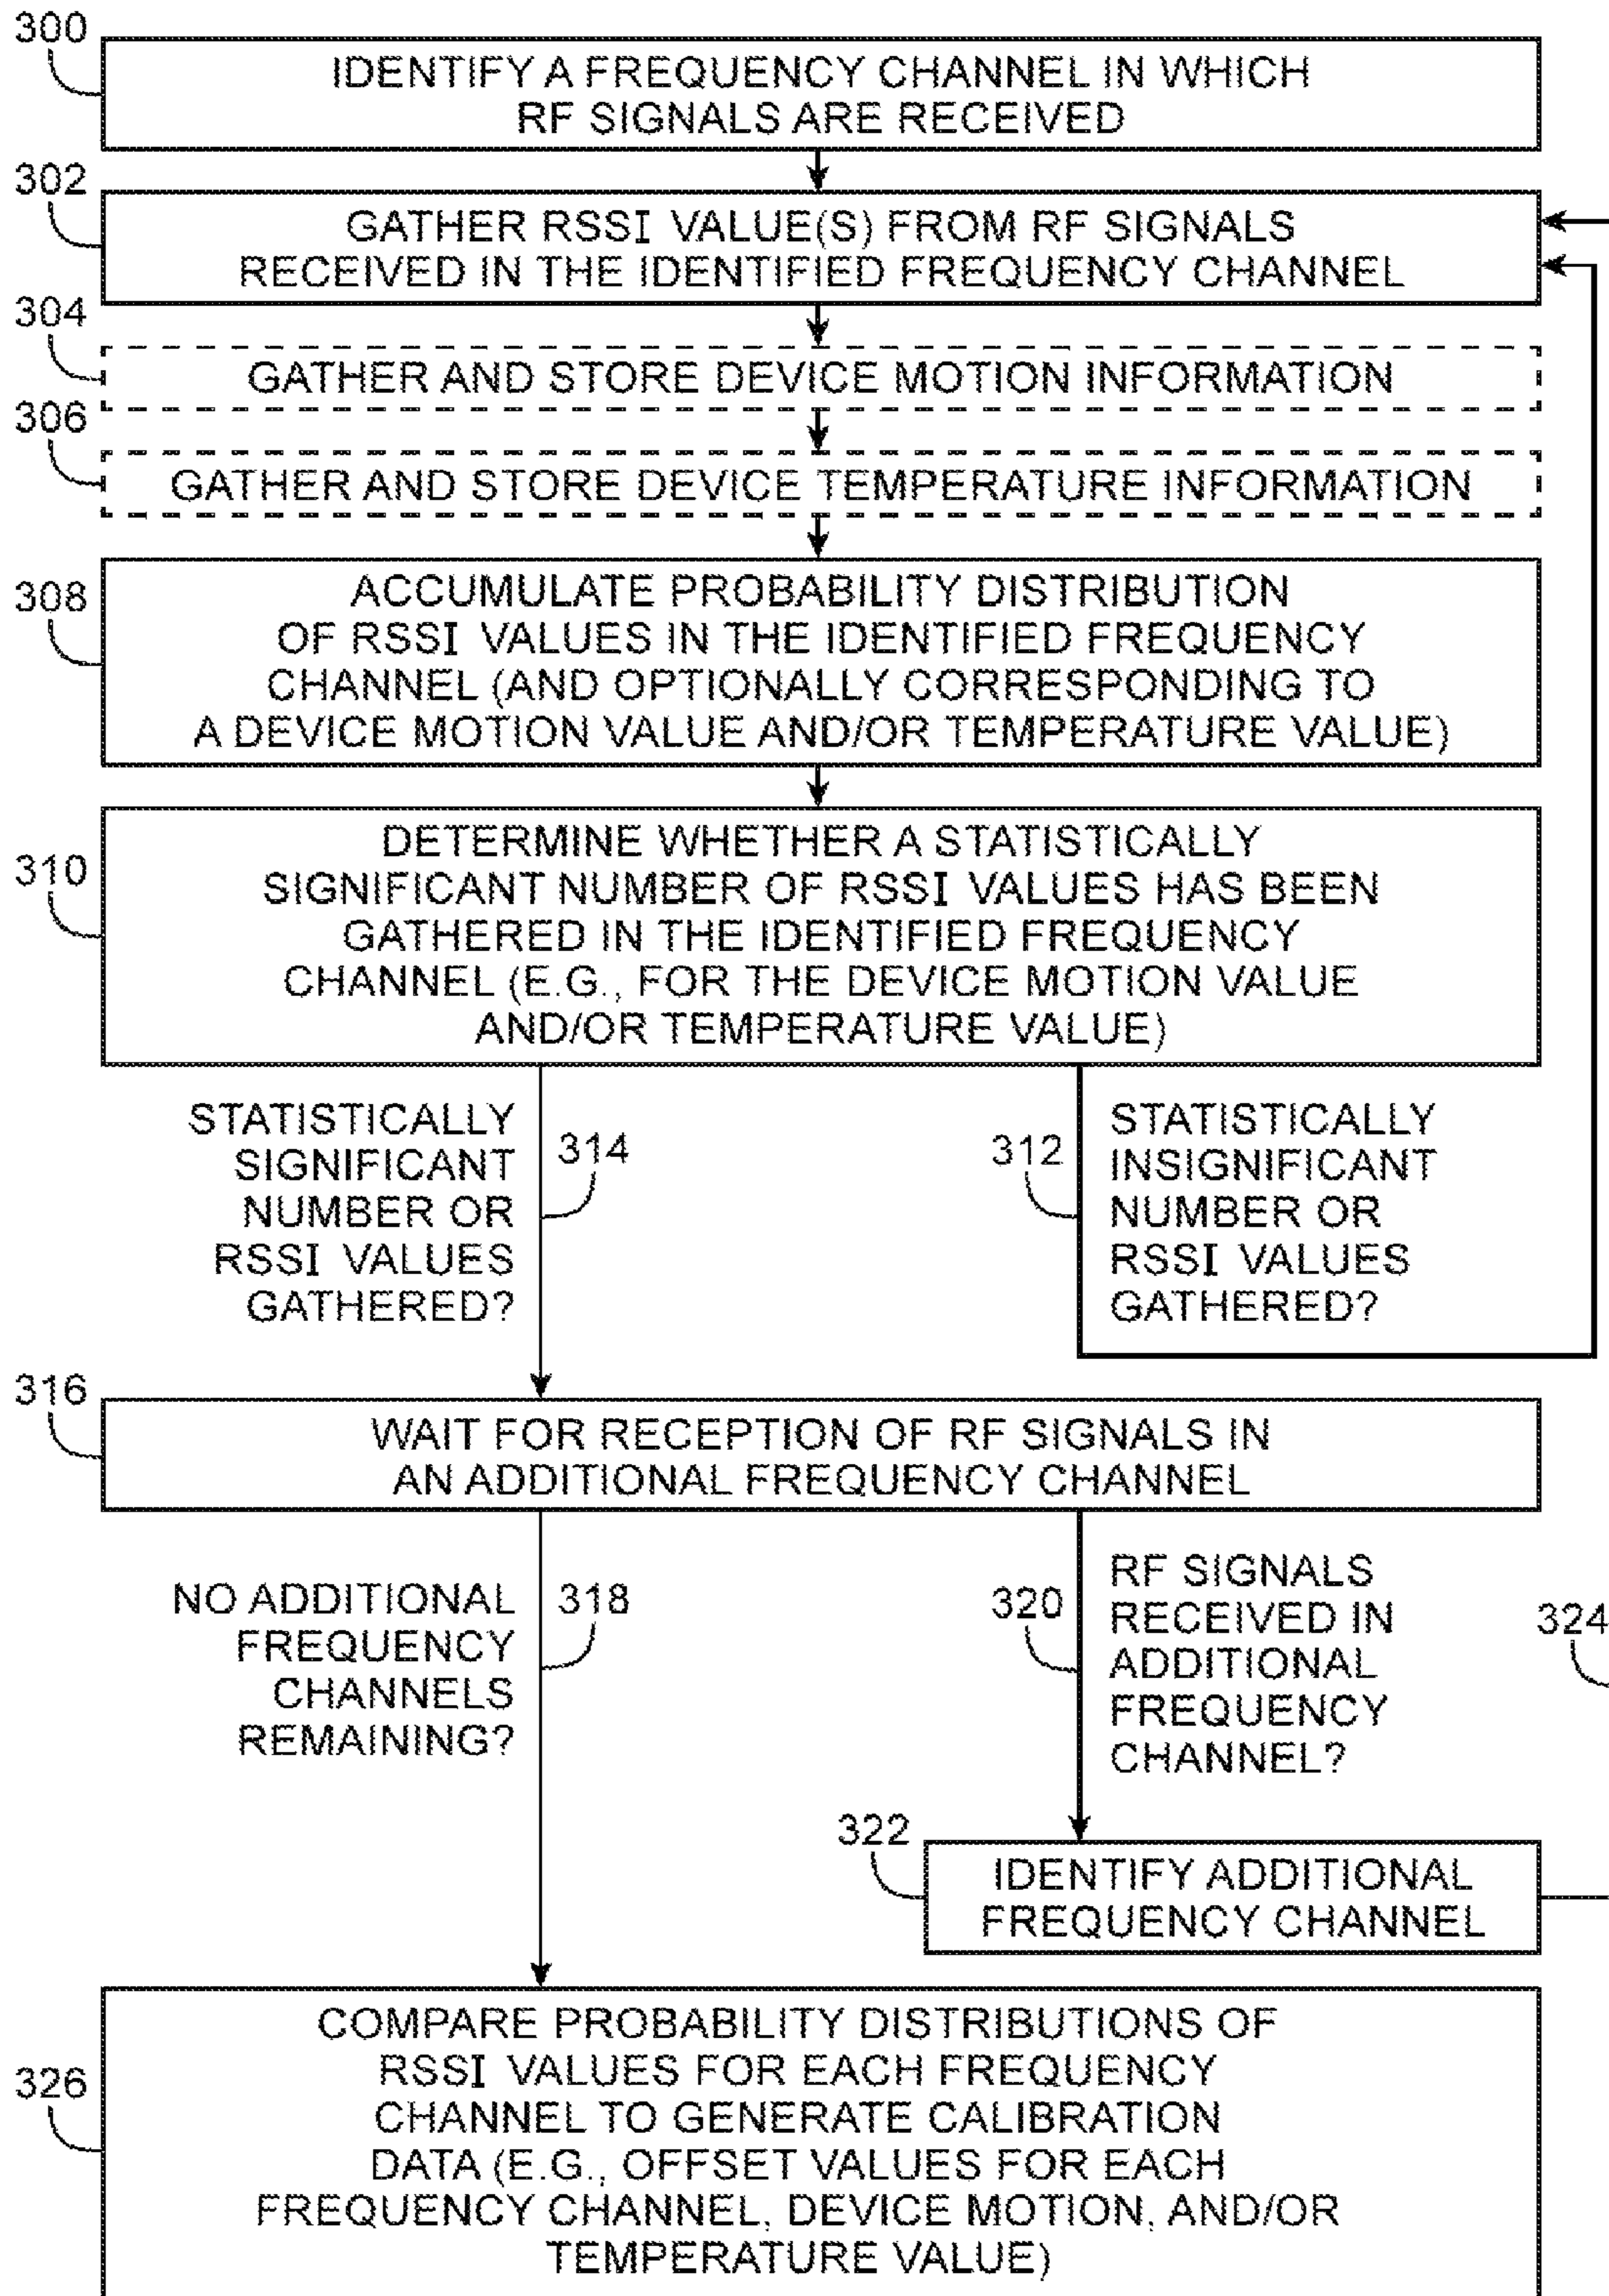 300
IDENTIFY A FREQUENCY CHANNEL IN WHICH
RF SIGNALS ARE RECEIVED
302
GATHER RSSI VALUE(S) FROM RF SIGNALS
RECEIVED IN THE IDENTIFIED FREQUENCY CHANNEL
304
GATHER AND STORE DEVICE MOTION INFORMATION
306
GATHER AND STORE DEVICE TEMPERATURE INFORMATION
308
ACCUMULATE PROBABILITY DISTRIBUTION
OF RSSI VALUES IN THE IDENTIFIED FREQUENCY
CHANNEL (AND OPTIONALLY CORRESPONDING TO
A DEVICE MOTION VALUE AND/OR TEMPERATURE VALUE)
310
DETERMINE WHETHER A STATISTICALLY
SIGNIFICANT NUMBER OF RSSI VALUES HAS BEEN
GATHERED IN THE IDENTIFIED FREQUENCY
CHANNEL (E.G., FOR THE DEVICE MOTION VALUE
AND/OR TEMPERATURE VALUE)
STATISTICALLY
SIGNIFICANT
NUMBER OR
RSSI VALUES
GATHERED?
314
312
STATISTICALLY
INSIGNIFICANT
NUMBER OR
RSSI VALUES
GATHERED?
316
WAIT FOR RECEPTION OF RF SIGNALS IN
AN ADDITIONAL FREQUENCY CHANNEL
NO ADDITIONAL
FREQUENCY
CHANNELS
REMAINING?
318
320
RF SIGNALS
RECEIVED IN
ADDITIONAL
FREQUENCY
CHANNEL?
324
322
IDENTIFY ADDITIONAL
FREQUENCY CHANNEL
326
COMPARE PROBABILITY DISTRIBUTIONS OF
RSSI VALUES FOR EACH FREQUENCY
CHANNEL TO GENERATE CALIBRATION
DATA (E.G., OFFSET VALUES FOR EACH
FREQUENCY CHANNEL, DEVICE MOTION, AND/OR
TEMPERATURE VALUE)